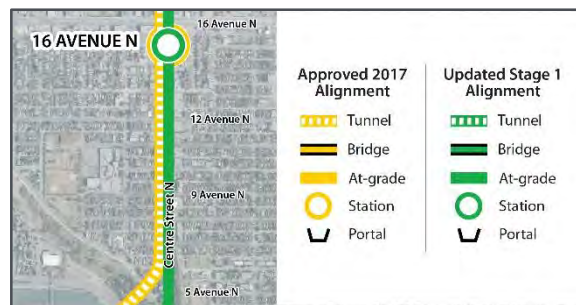 16 AVENUE N
16 Avenue N
12 Avenue N
9 Avenue N
Centre Street N
5 Avenue N
Approved 2017
Alignment
Tunnel
Bridge
At-grade
Station
Portal
Updated Stage 1
Alignment
Tunnel
Bridge
At-grade
Station
Portal